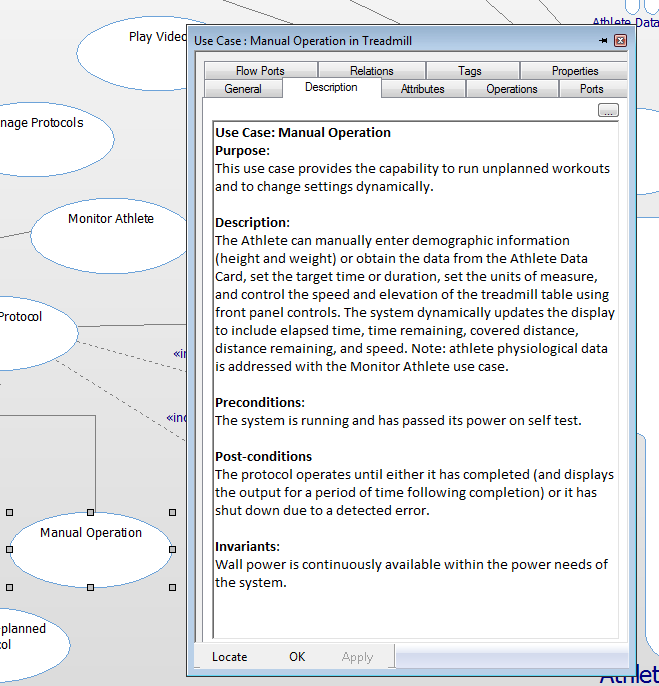 Play Video
Athlete Data
Use Case : Manual Operation in Treadmill
Flow Ports
Relations
Tags
Properties
General
Description
Attributes
Operations
Ports
...
nage Protocols
Monitor Athlete
Protocol
«in
«inc
Manual Operation
planned
ol
Use Case: Manual Operation
Purpose:
This use case provides the capability to run unplanned workouts
and to change settings dynamically.
Description:
The Athlete can manually enter demographic information
(height and weight) or obtain the data from the Athlete Data
Card, set the target time or duration, set the units of measure,
and control the speed and elevation of the treadmill table using
front panel controls. The system dynamically updates the display
to include elapsed time, time remaining, covered distance,
distance remaining, and speed. Note: athlete physiological data
is addressed with the Monitor Athlete use case.
Preconditions:
The system is running and has passed its power on self test.
Post-conditions
The protocol operates until either it has completed (and displays
the output for a period of time following completion) or it has
shut down due to a detected error.
Invariants:
Wall power is continuously available within the power needs of
the system.
Locate
OK
Apply
Athlet